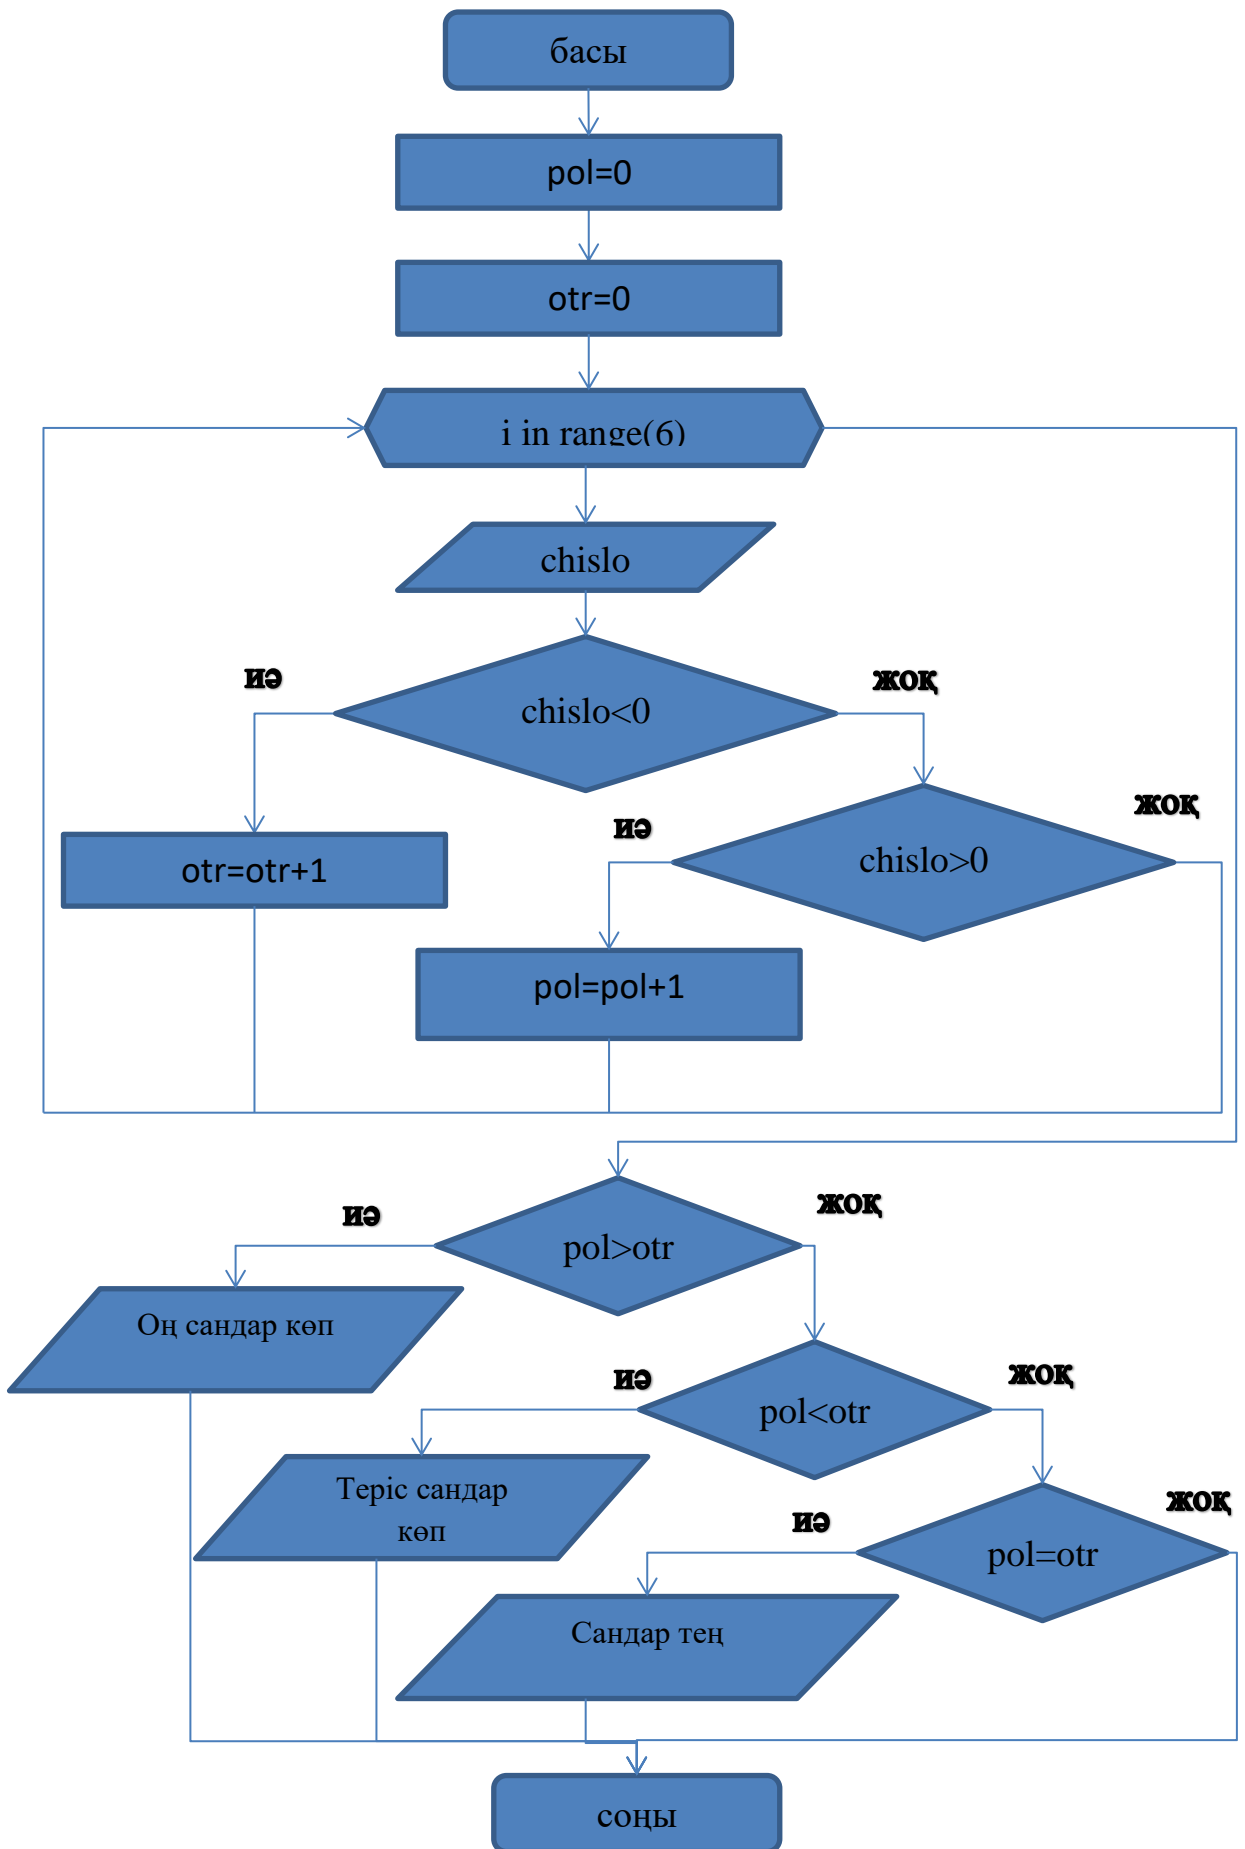 басы
pol=0
otr=0
i in range(6)
chislo
иә
жоқ
chislo<0
иә
жоқ
otr=otr+1
chislo>0
pol=pol+1
иә
жоқ
pol>otr
Оң сандар көп
иә
жоқ
pol<otr
Теріс сандар
көп
иә
жоқ
pol=otr
Сандар тең
соңы